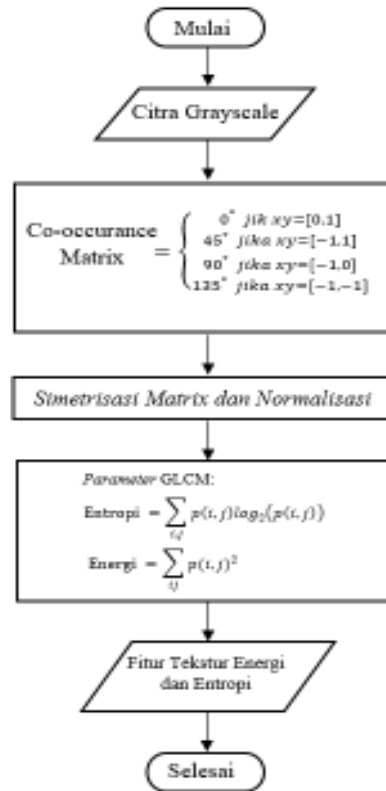 Mulai
Citra Grayscale
Co-occurance Matrix = {
0° jik xy=[0.1]
45° jika xy=[-1.1]
90° jika xy=[-1,0]
135° jika xy=[-1,-1]
Simetrisasi Matrix dan Normalisasi
Parameter GLCM:
Entropi = ∑i,j p(i,j)log₂(p(i,j))
Energi = ∑ij p(i,j)²
Fitur Tekstur Energi
dan Entropi
Selesai